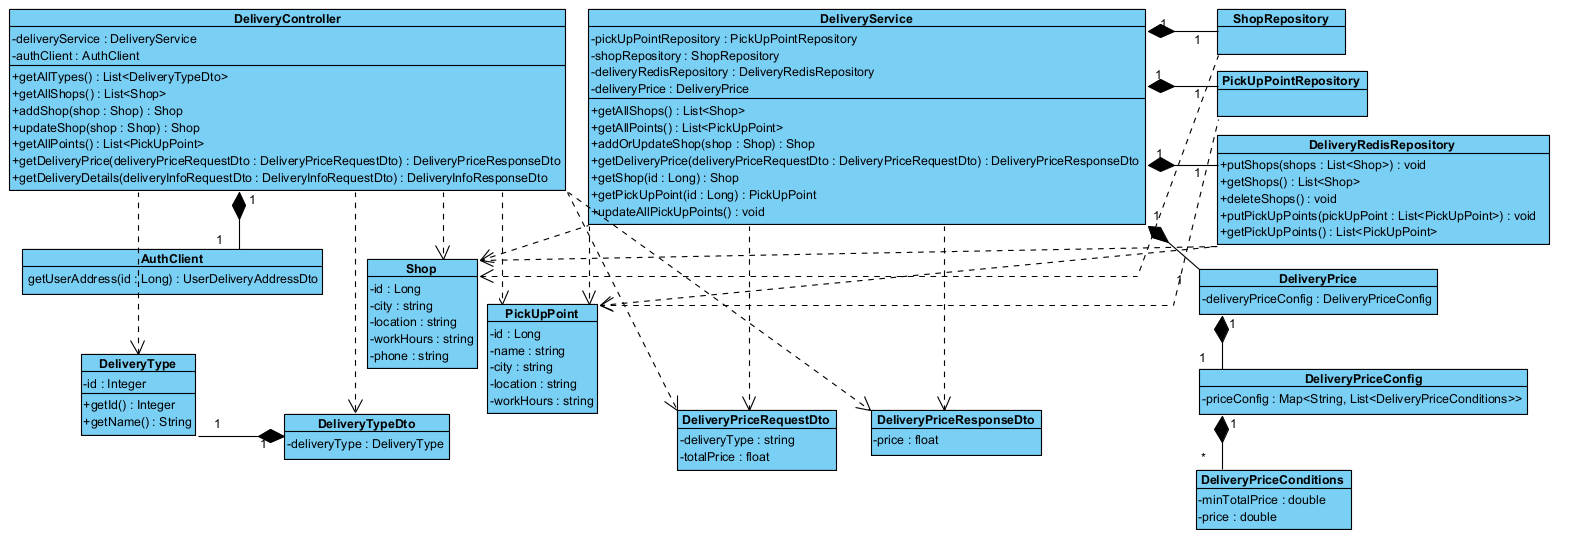 DeliveryController
-deliveryService : DeliveryService
-authClient : AuthClient
+getAllTypes() : List<DeliveryTypeDto>
+getAllShops() : List<Shop>
+addShop(shop : Shop) : Shop
+updateShop(shop : Shop) : Shop
+getAllPoints() : List<PickUpPoint>
+getDeliveryPrice(deliveryPriceRequestDto : DeliveryPriceRequestDto) : DeliveryPriceResponseDto
+getDeliveryDetails(deliveryInfoRequestDto : DeliveryInfoRequestDto) : DeliveryInfoResponseDto
DeliveryService
-pickUpPointRepository : PickUpPointRepository
-shopRepository : ShopRepository
-deliveryRedisRepository : DeliveryRedisRepository
-deliveryPrice : DeliveryPrice
+getAllShops() : List<Shop>
+getAllPoints() : List<PickUpPoint>
+addOrUpdateShop(shop : Shop) : Shop
+getDeliveryPrice(deliveryPriceRequestDto : DeliveryPriceRequestDto) : DeliveryPriceResponseDto
+getShop(id : Long) : Shop
+getPickUpPoint(id : Long) : PickUpPoint
+updateAllPickUpPoints() : void
1
1
ShopRepository
1
1
PickUpPointRepository
1
1
DeliveryRedisRepository
+putShops(shops : List<Shop>) : void
+getShops() : List<Shop>
+deleteShops() : void
+putPickUpPoints(pickUpPoint : List<PickUpPoint>) : void
+getPickUpPoints() : List<PickUpPoint>
1
1
1
1
AuthClient
getUserAddress(id : Long) : UserDeliveryAddressDto
Shop
-id : Long
-city : string
-location : string
-workHours : string
-phone : string
PickUpPoint
-id : Long
-name : string
-city : string
-location : string
-workHours : string
DeliveryPrice
-deliveryPriceConfig : DeliveryPriceConfig
1
1
DeliveryType
-id : Integer
+getId() : Integer
+getName() : String
1
1
DeliveryTypeDto
-deliveryType : DeliveryType
DeliveryPriceRequestDto
-deliveryType : string
-totalPrice : float
DeliveryPriceResponseDto
-price : float
DeliveryPriceConfig
-priceConfig : Map<String, List<DeliveryPriceConditions>>
1
*
DeliveryPriceConditions
-minTotalPrice : double
-price : double